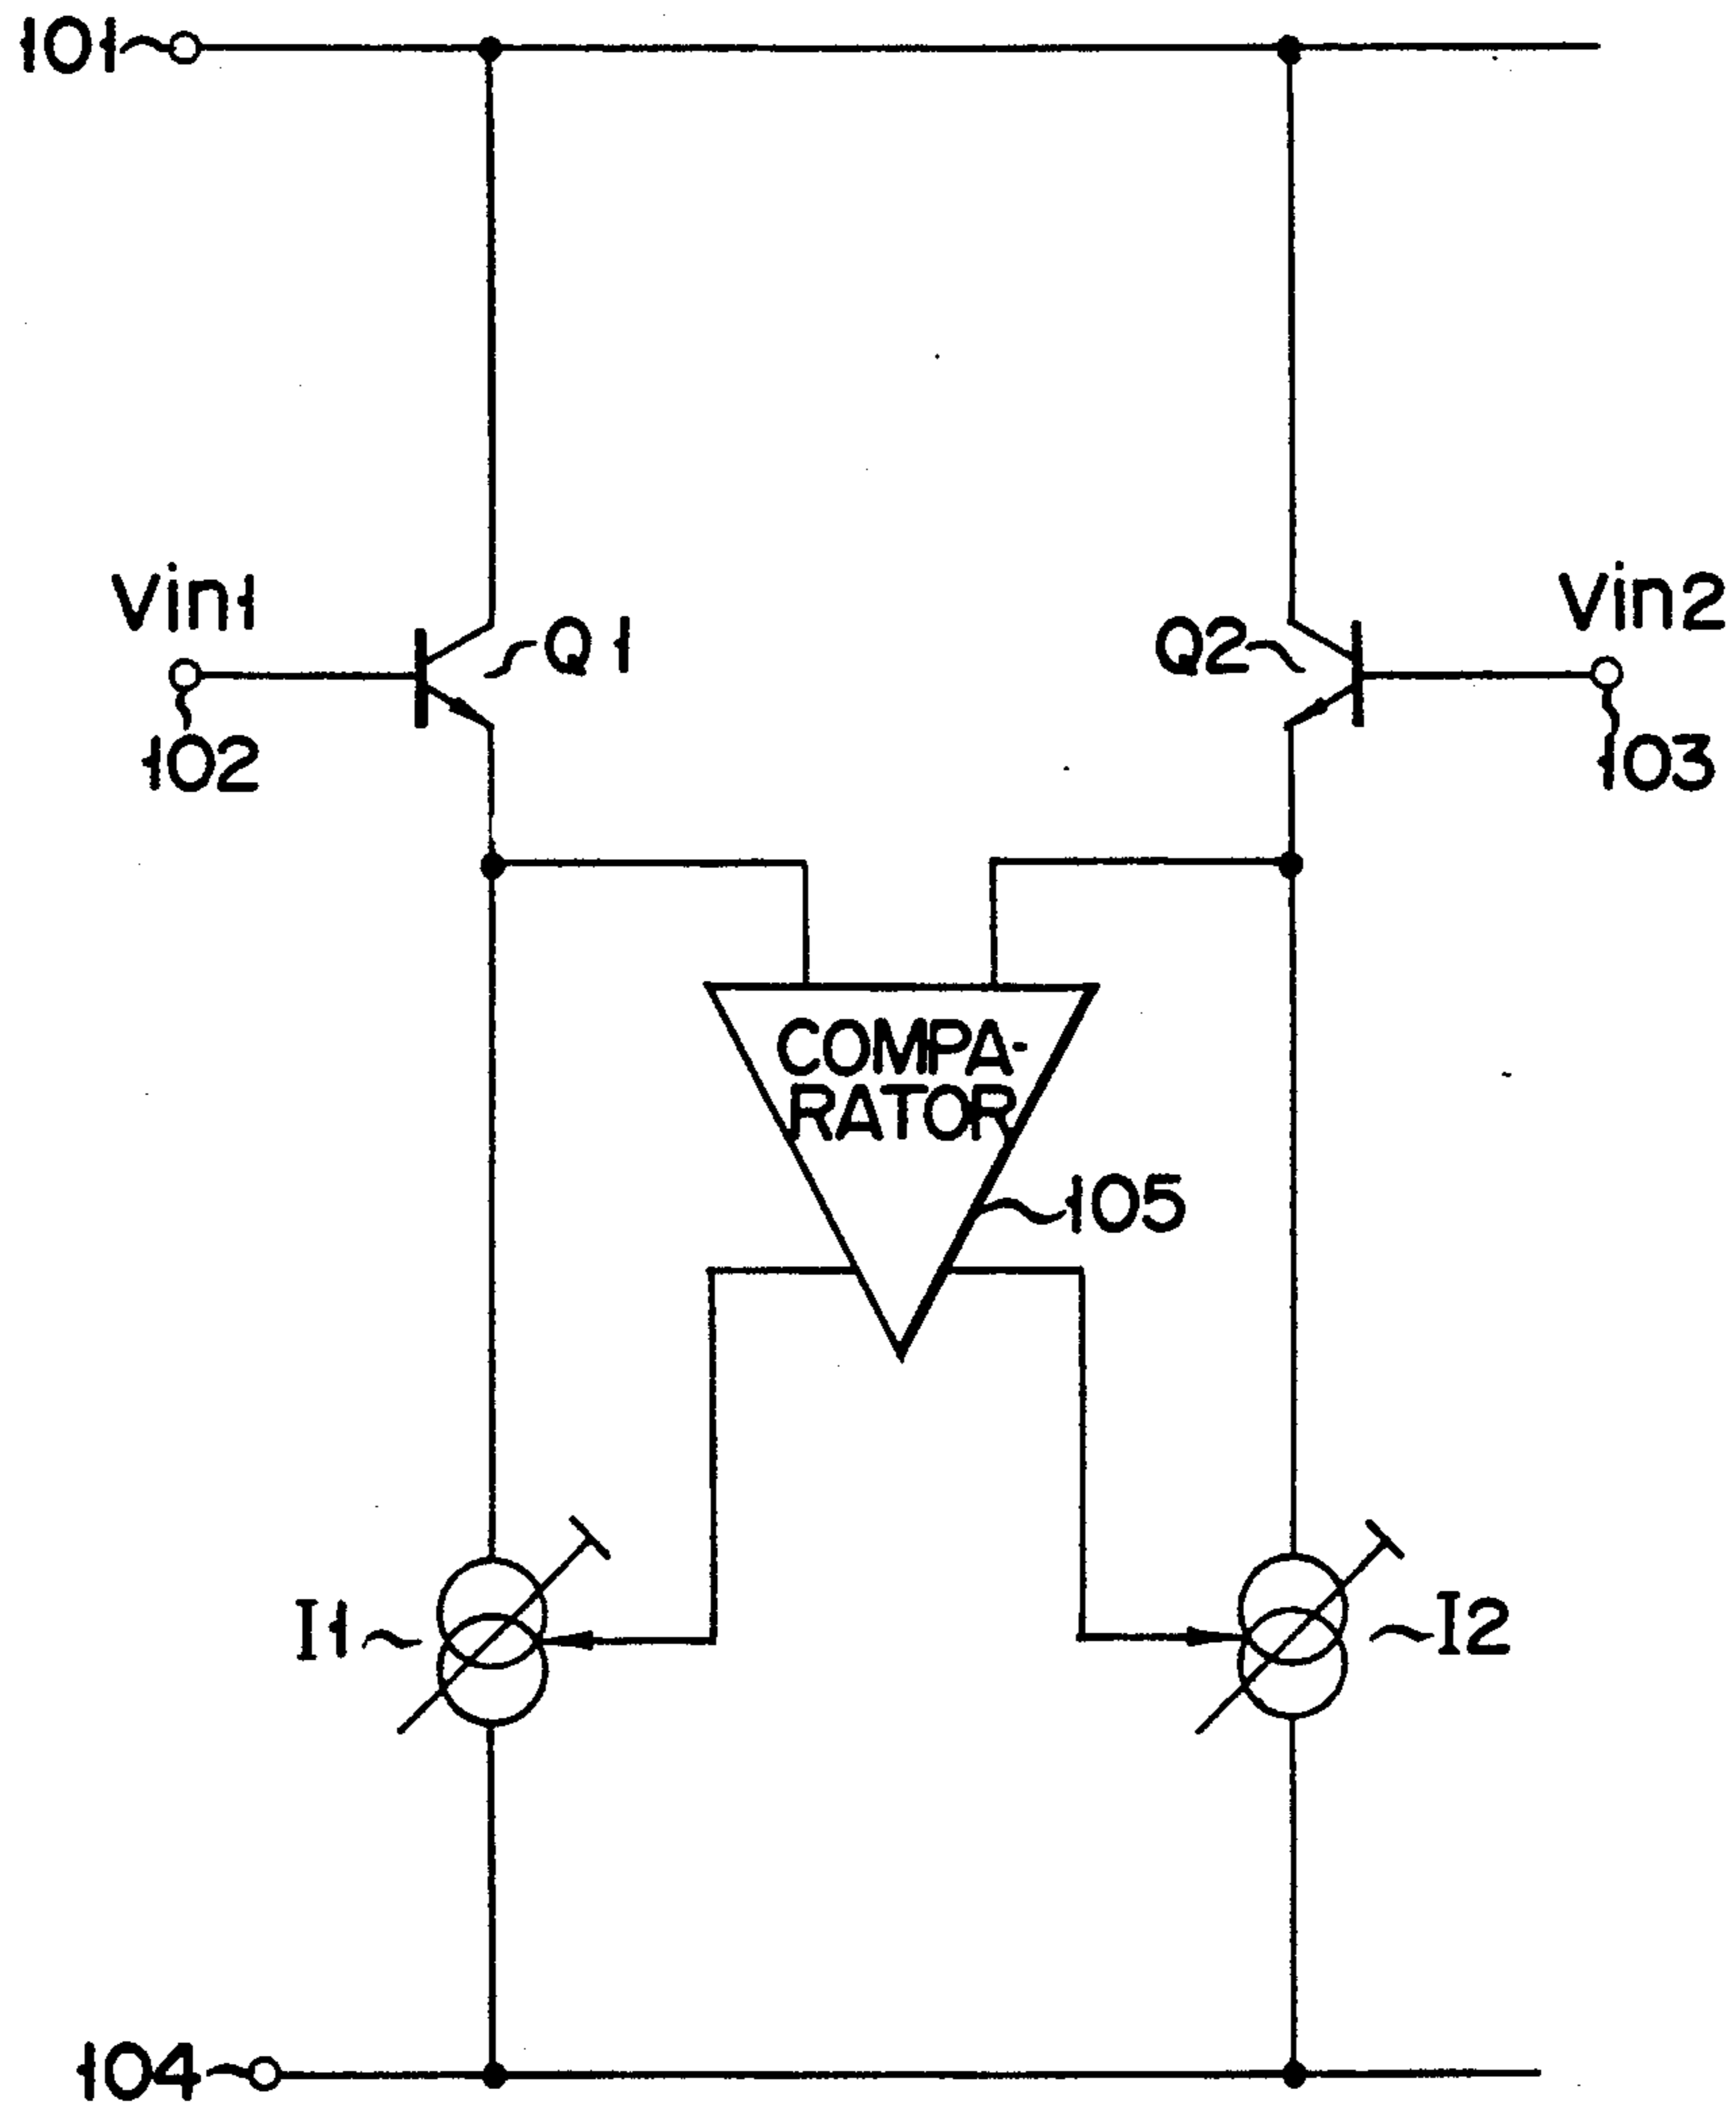 101
Vin1
Q1
Q2
Vin2
102
103
COMPA-
RATOR
105
I1
I2
104